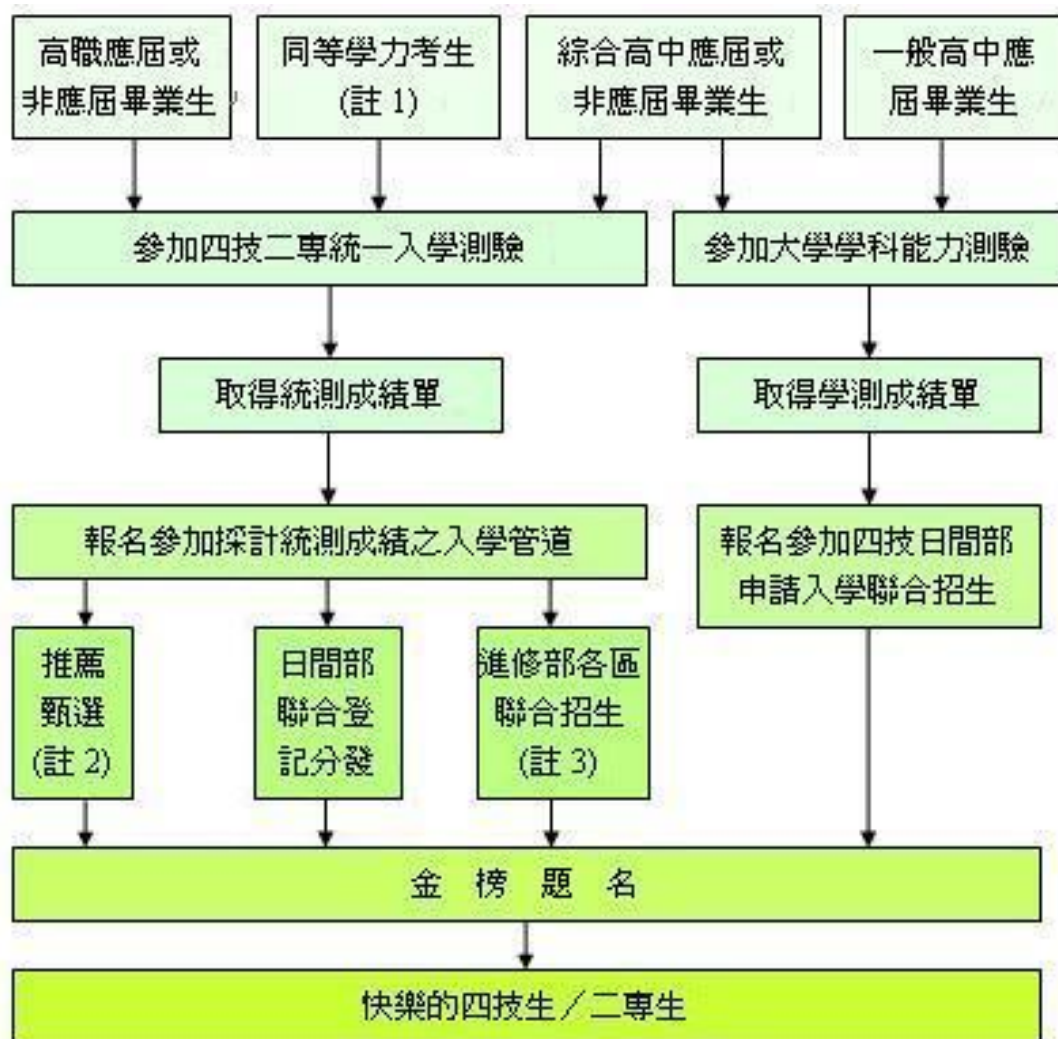 高職應屆或
非應屆畢業生
同等學力考生
(註 1)
綜合高中應屆或
非應屆畢業生
一般高中應
屆畢業生
參加四技二專統一入學測驗
參加大學學科能力測驗
取得統測成績單
取得學測成績單
報名參加採計統測成績之入學管道
報名參加四技日間部
申請入學聯合招生
推薦
甄選
(註 2)
日間部
聯合登
記分發
進修部各區
聯合招生
(註 3)
金 榜 題 名
快樂的四技生／二專生